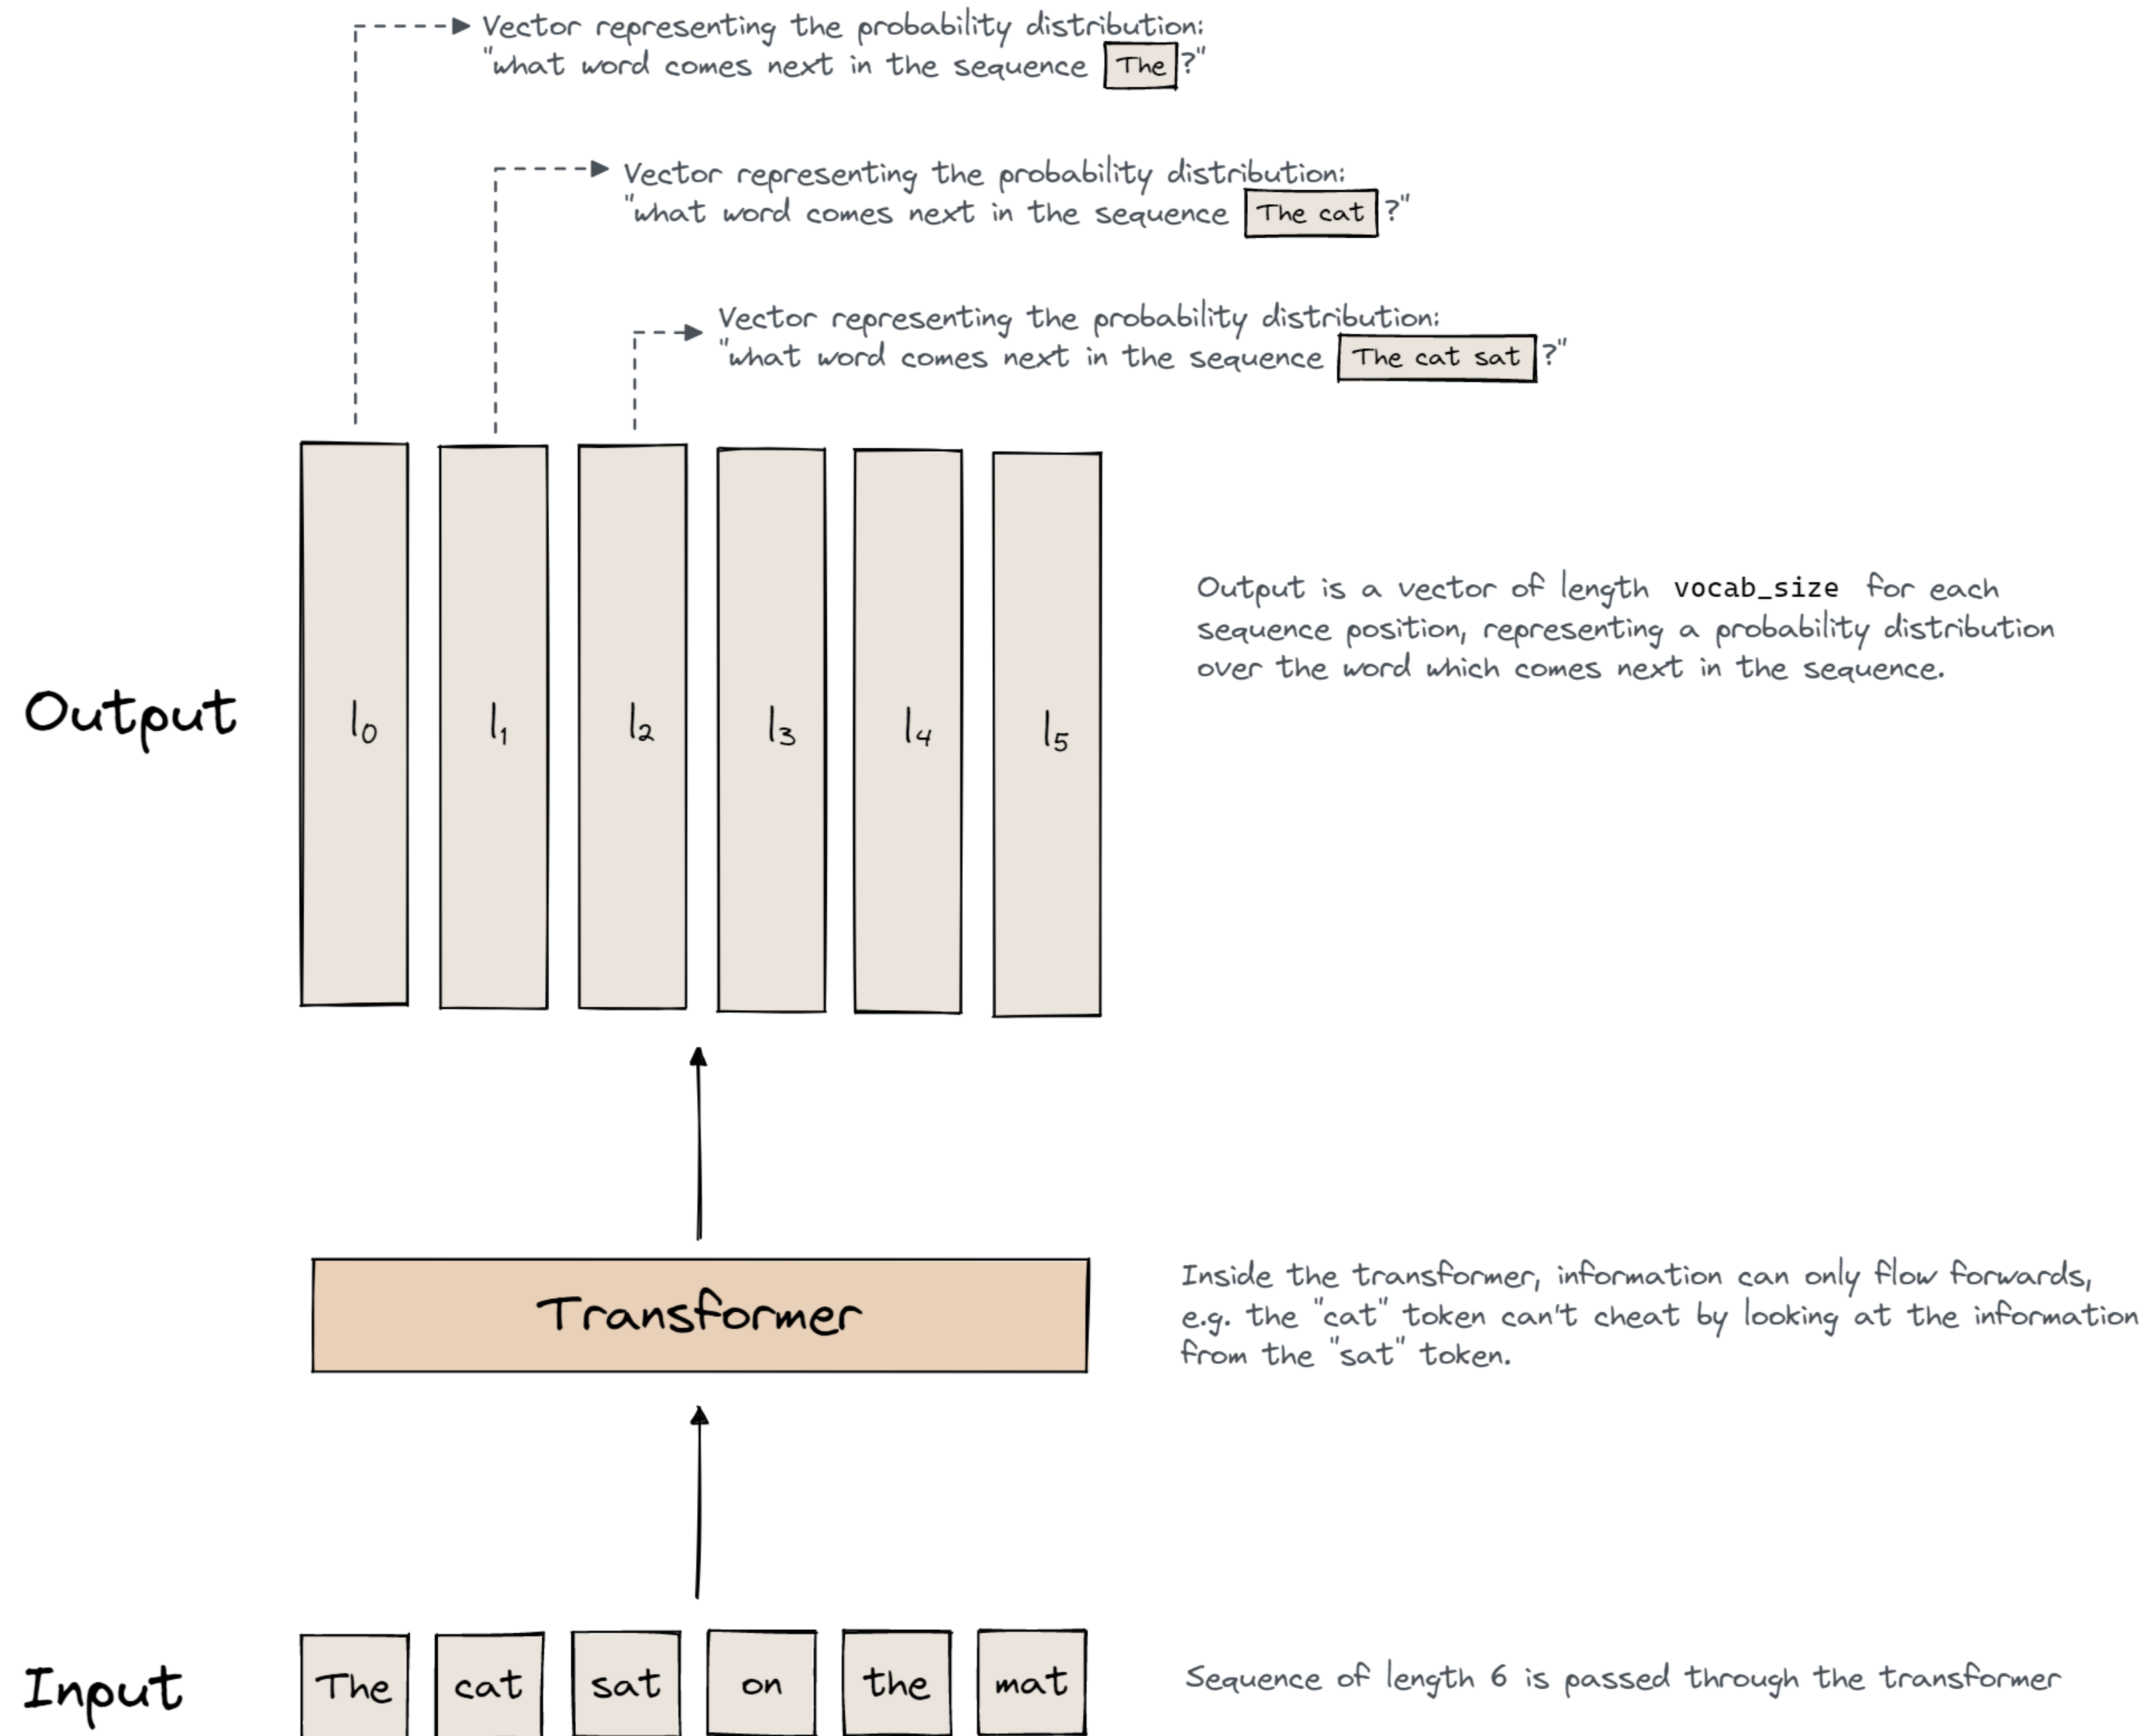 Vector representing the probability distribution:
"what word comes next in the sequence The ?"
Vector representing the probability distribution:
"what word comes next in the sequence The cat ?"
Vector representing the probability distribution:
"what word comes next in the sequence The cat sat ?"
Output is a vector of length vocab_size for each
sequence position, representing a probability distribution
over the word which comes next in the sequence.
Output
l₀ l₁ l₂ l₃ l₄ l₅
Inside the transformer, information can only flow forwards,
e.g. the "cat" token can't cheat by looking at the information
from the "sat" token.
Transformer
Input
The cat sat on the mat
Sequence of length 6 is passed through the transformer